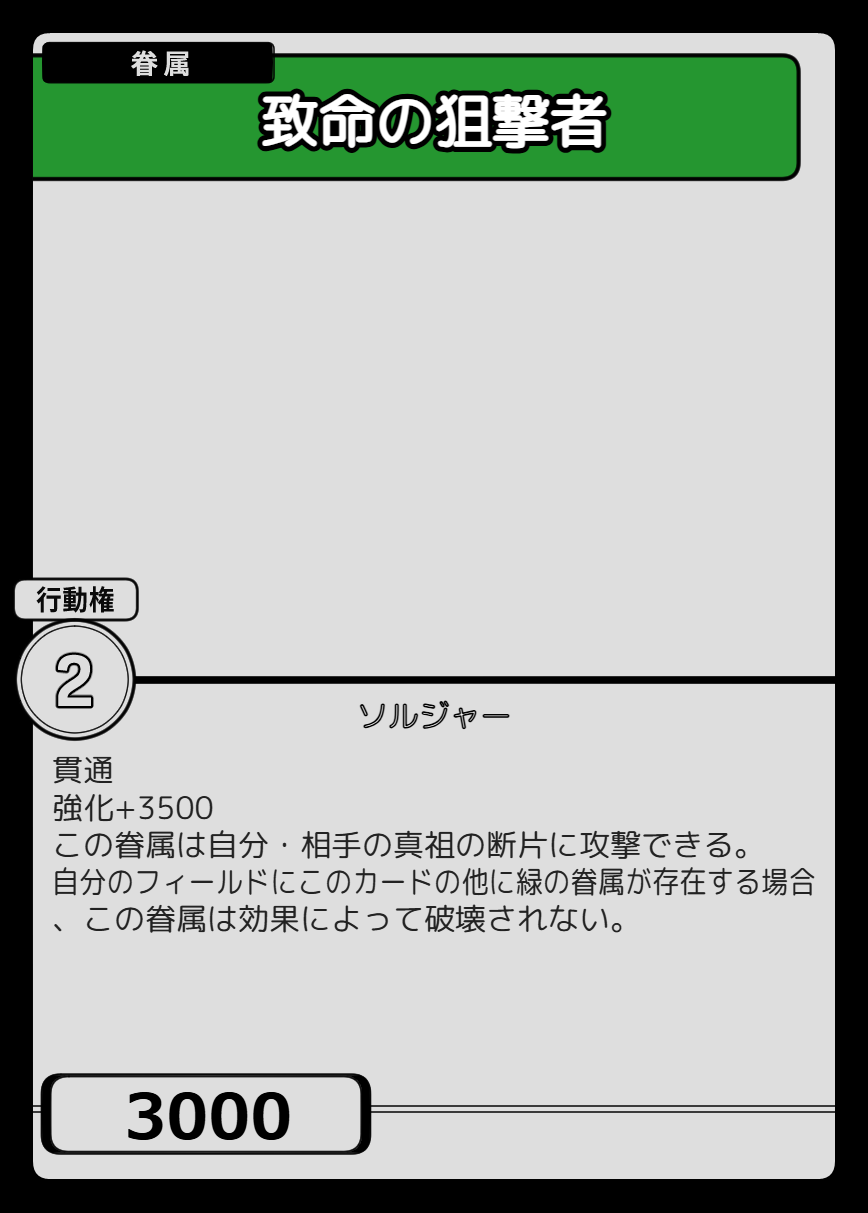 眷属
致命の狙撃者
行動権
2
ソルジャー
貫通
強化+3500
この眷属は自分・相手の真祖の断片に攻撃できる。
自分のフィールドにこのカードの他に緑の眷属が存在する場合
、この眷属は効果によって破壊されない。
3000